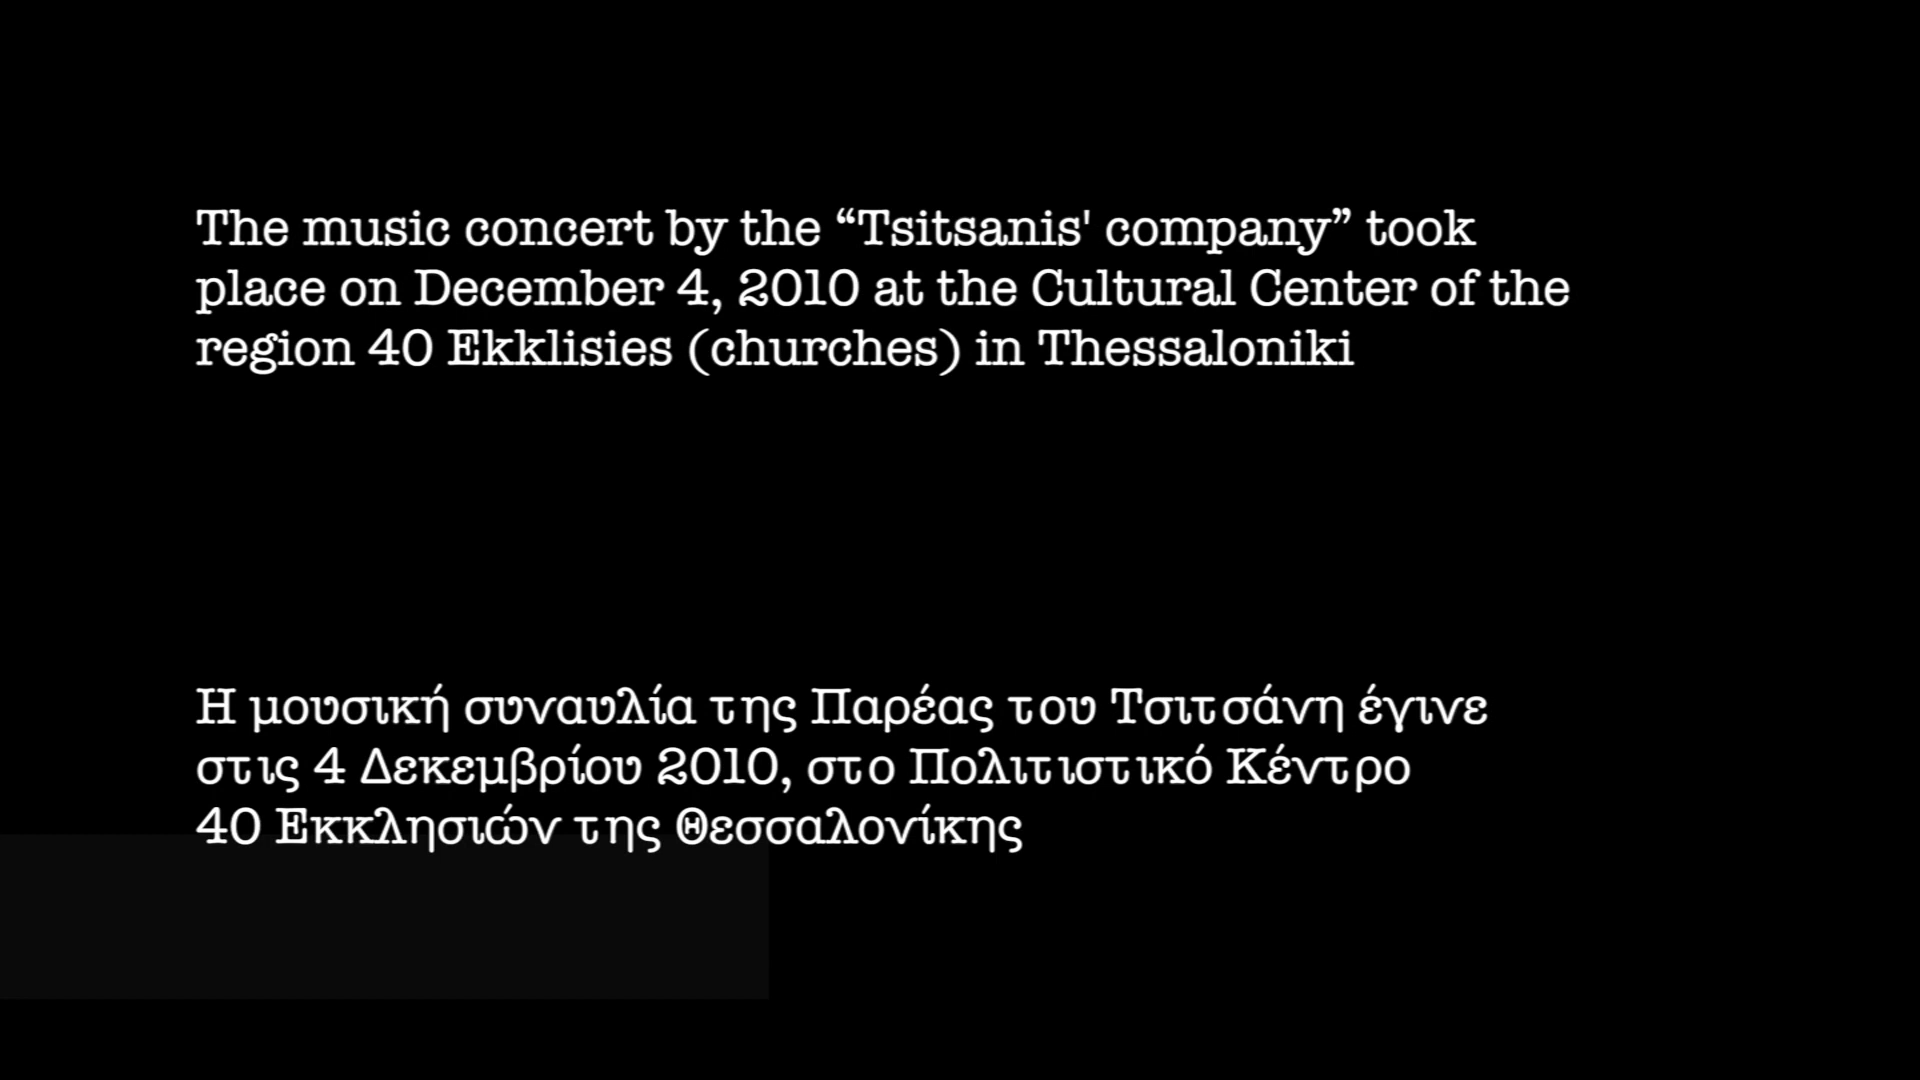 The music concert by the “Tsitsanis' company” took
place on December 4, 2010 at the Cultural Center of the
region 40 Ekklisies (churches) in Thessaloniki
Η μουσική συναυλία της Παρέας του Τσιτσάνη έγινε
στις 4 Δεκεμβρίου 2010, στο Πολιτιστικό Κέντρο
40 Εκκλησιών της Θεσσαλονίκης